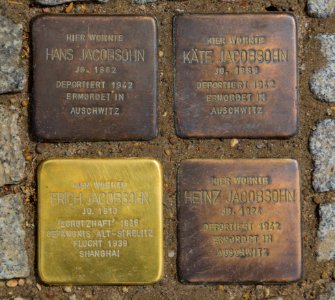 HIER WOHNTE
HANS JACOBSOHN
JG. 1882
DEPORTIERT 1942
ERMORDET IN
AUSCHWITZ
HIER WOHNTE
KÄTE JACOBSOHN
JG.
DEPORTIERT 1942
ERMORDET IN
AUSCHWITZ
HIER WOHNTE
ERICH JACOBSOHN
JG. 1910
'SCHUTZHAFT' 1938
GEFÄNGNIS ALT-STRELITZ
FLUCHT 1939
SHANGHAI
HIER WOHNTE
HEINZ JACOBSOHN
JG.
DEPORTIERT 1942
ERMORDET IN
AUSCHWITZ